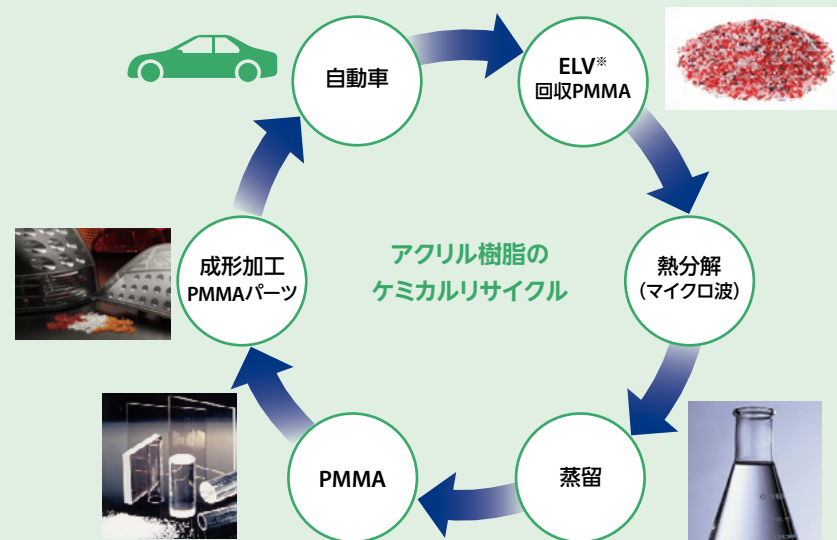 自動車
ELV※
回収PMMA
熱分解
（マイクロ波）
蒸留
PMMA
成形加工
PMMAパーツ
アクリル樹脂の
ケミカルリサイクル